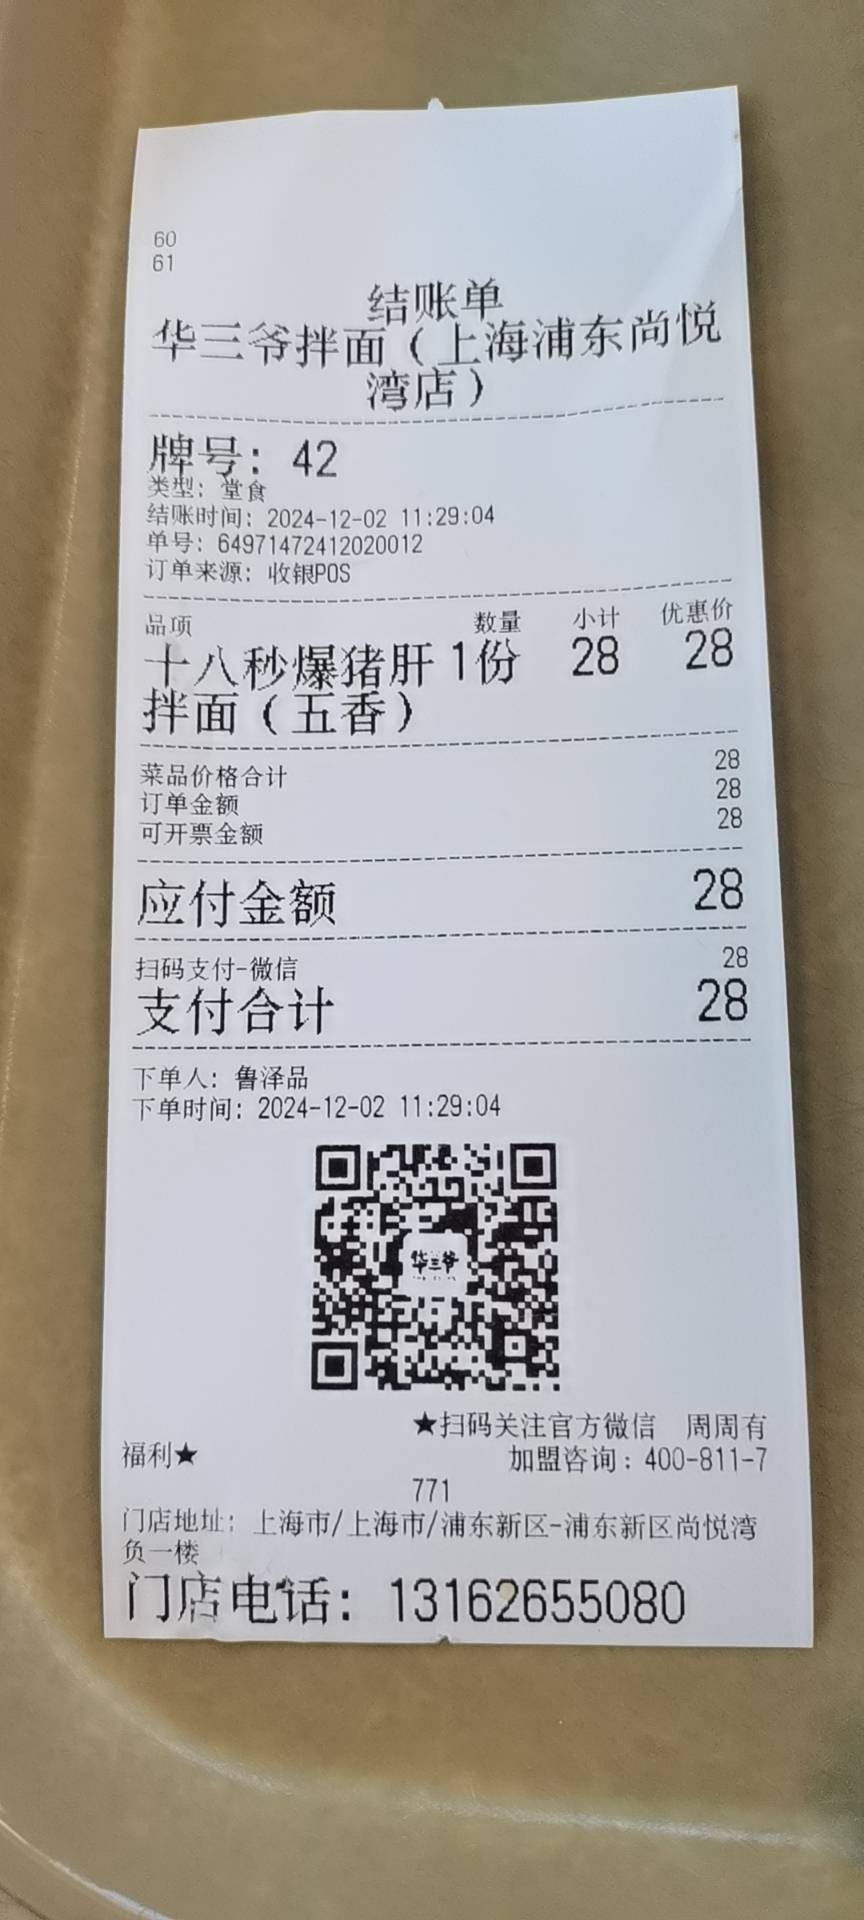 60
61
结账单
华三爷拌面（上海浦东尚悦
湾店）
牌号：42
类型：堂食
结账时间：2024-12-02 11:29:04
单号：64971472412020012
订单来源：收银POS
品项 数量 小计 优惠价
十八秒爆猪肝 1份 28 28
拌面（五香）
菜品价格合计 28
订单金额 28
可开票金额 28
应付金额 28
扫码支付-微信 28
支付合计 28
下单人：鲁泽品
下单时间：2024-12-02 11:29:04
华三爷
★扫码关注官方微信 周周有
福利★ 加盟咨询：400-811-7
771
门店地址：上海市/上海市/浦东新区-浦东新区尚悦湾
负一楼
门店电话：13162655080